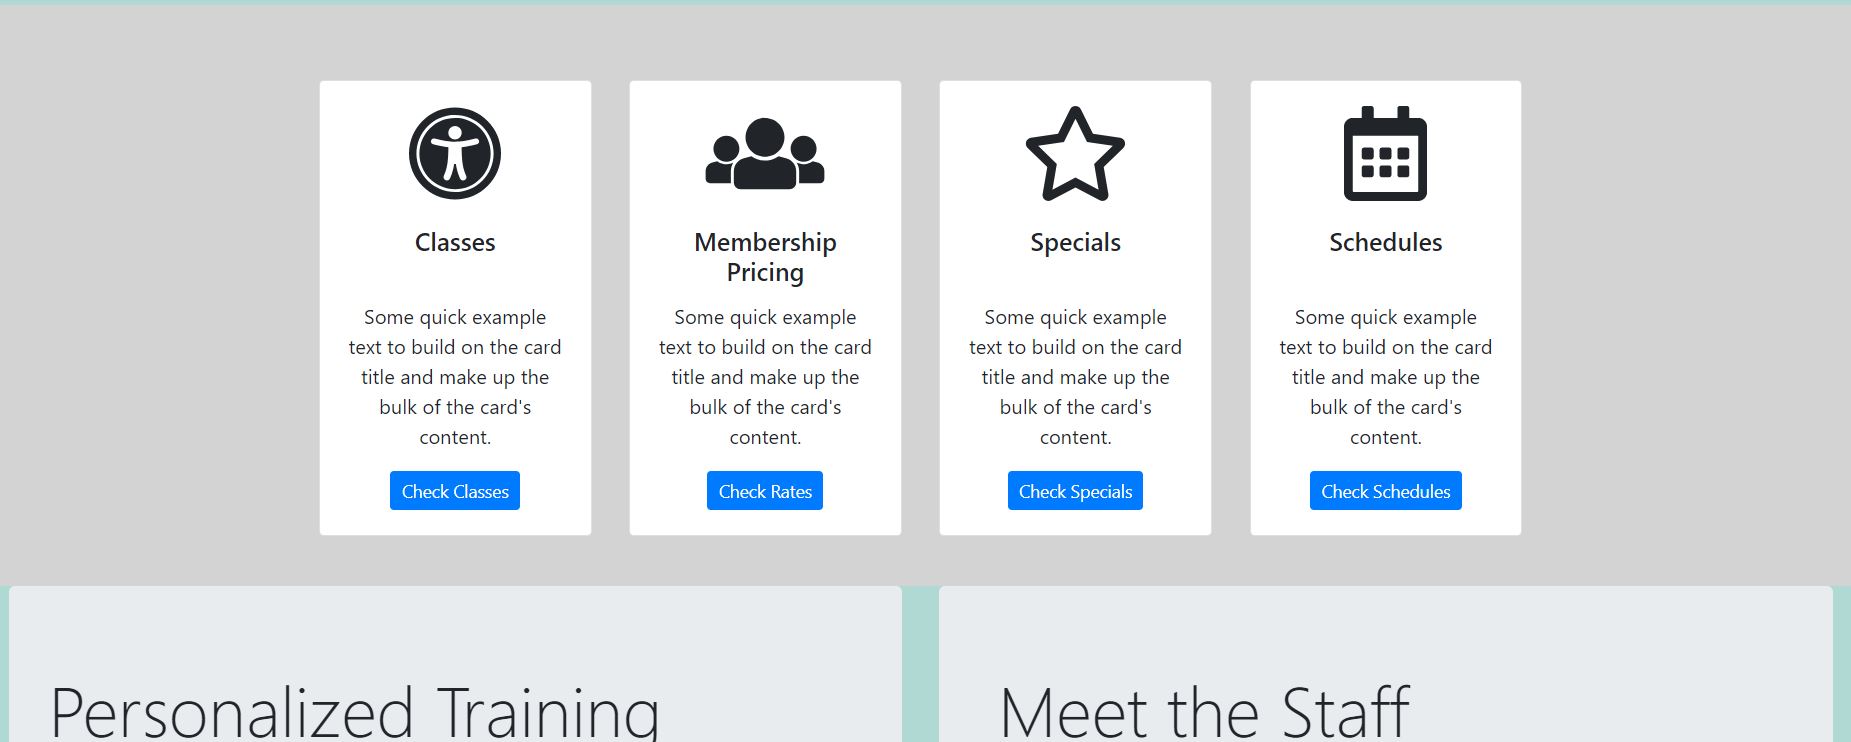 Classes
Some quick example
text to build on the card
title and make up the
bulk of the card's
content.
Check Classes
Membership
Pricing
Some quick example
text to build on the card
title and make up the
bulk of the card's
content.
Check Rates
Specials
Some quick example
text to build on the card
title and make up the
bulk of the card's
content.
Check Specials
Schedules
Some quick example
text to build on the card
title and make up the
bulk of the card's
content.
Check Schedules
Personalized Training
Meet the Staff